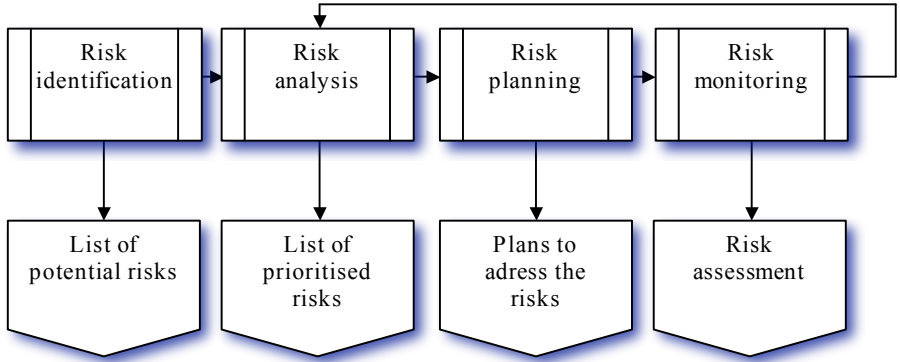 Risk
identification
Risk
analysis
Risk
planning
Risk
monitoring
List of
potential risks
List of
prioritised
risks
Plans to
adress the
risks
Risk
assessment